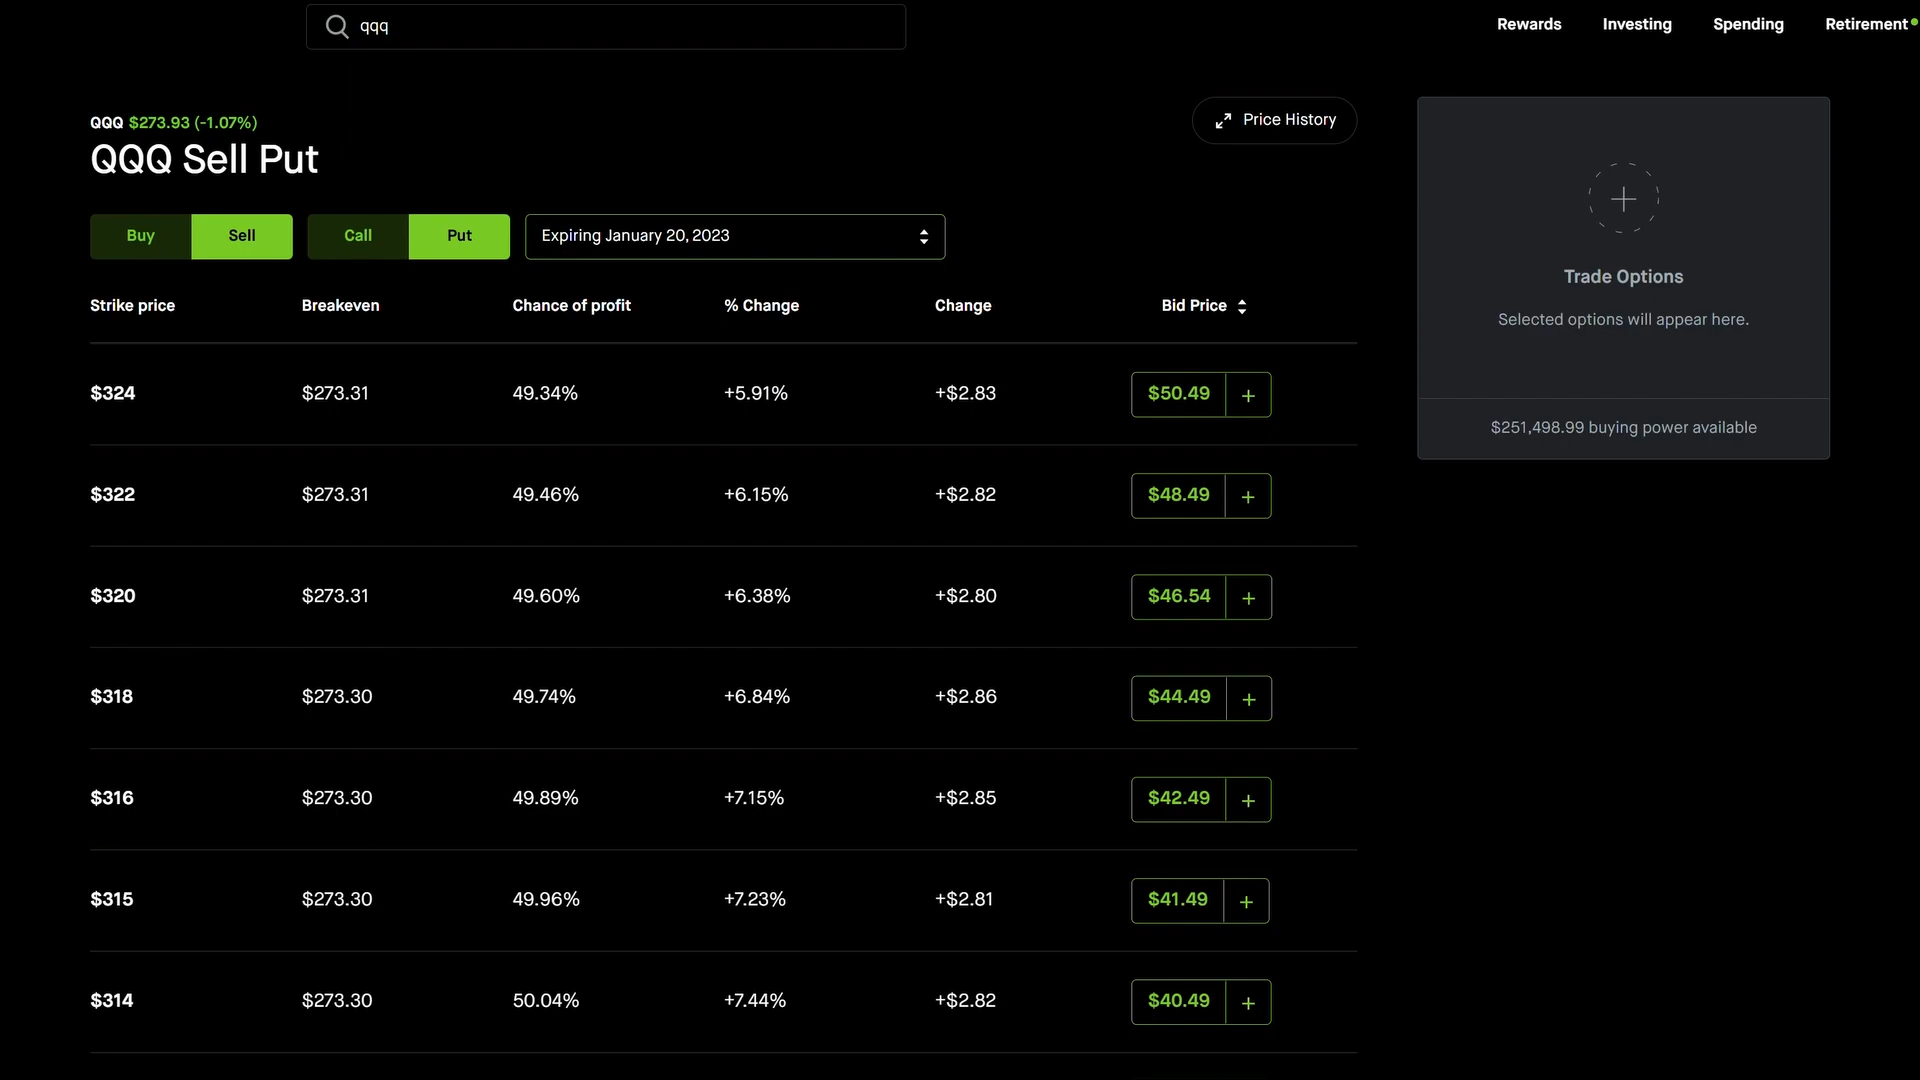 qqq
Rewards Investing Spending Retirement
QQQ $273.93 (-1.07%)
QQQ Sell Put
Price History
Buy Sell Call Put Expiring January 20, 2023
Strike price Breakeven Chance of profit % Change Change Bid Price
$324 $273.31 49.34% +5.91% +$2.83 $50.49 +
$322 $273.31 49.46% +6.15% +$2.82 $48.49 +
$320 $273.31 49.60% +6.38% +$2.80 $46.54 +
$318 $273.30 49.74% +6.84% +$2.86 $44.49 +
$316 $273.30 49.89% +7.15% +$2.85 $42.49 +
$315 $273.30 49.96% +7.23% +$2.81 $41.49 +
$314 $273.30 50.04% +7.44% +$2.82 $40.49 +
Trade Options
Selected options will appear here.
$251,498.99 buying power available